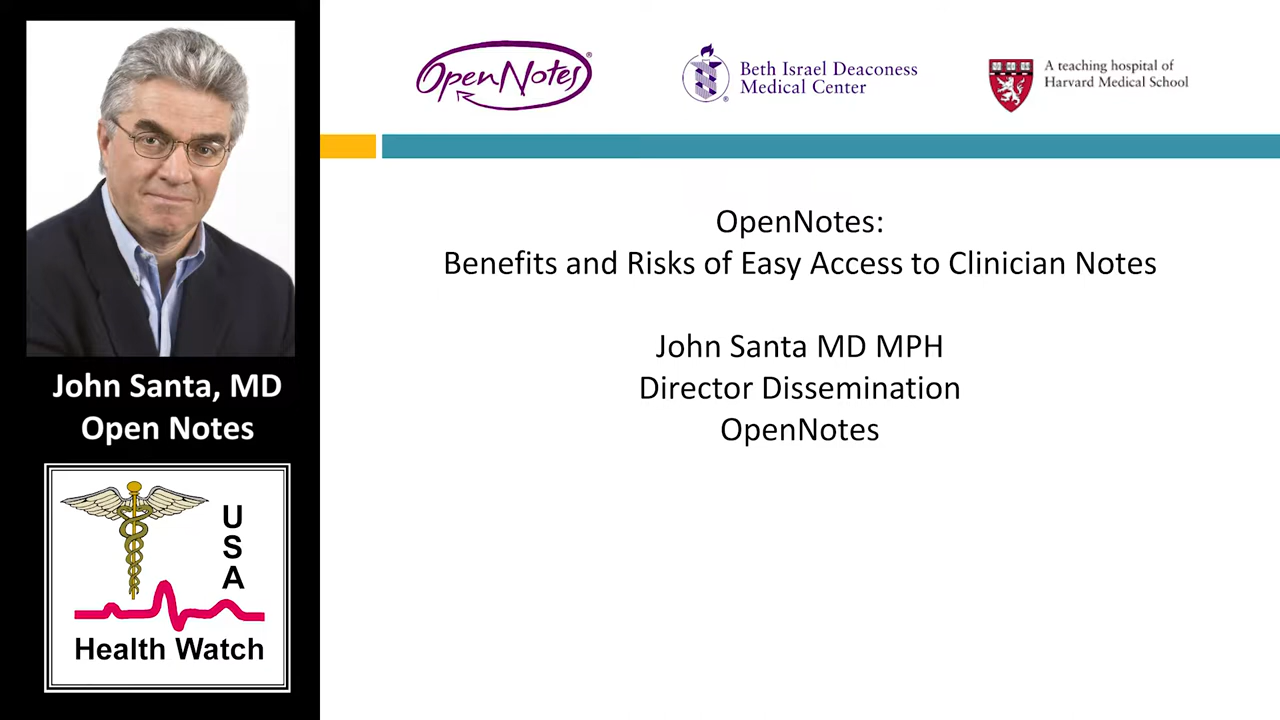 John Santa, MD
Open Notes
U
S
A
Health Watch
OpenNotes®
Beth Israel Deaconess
Medical Center
®
A teaching hospital of
Harvard Medical School
OpenNotes:
Benefits and Risks of Easy Access to Clinician Notes
John Santa MD MPH
Director Dissemination
OpenNotes